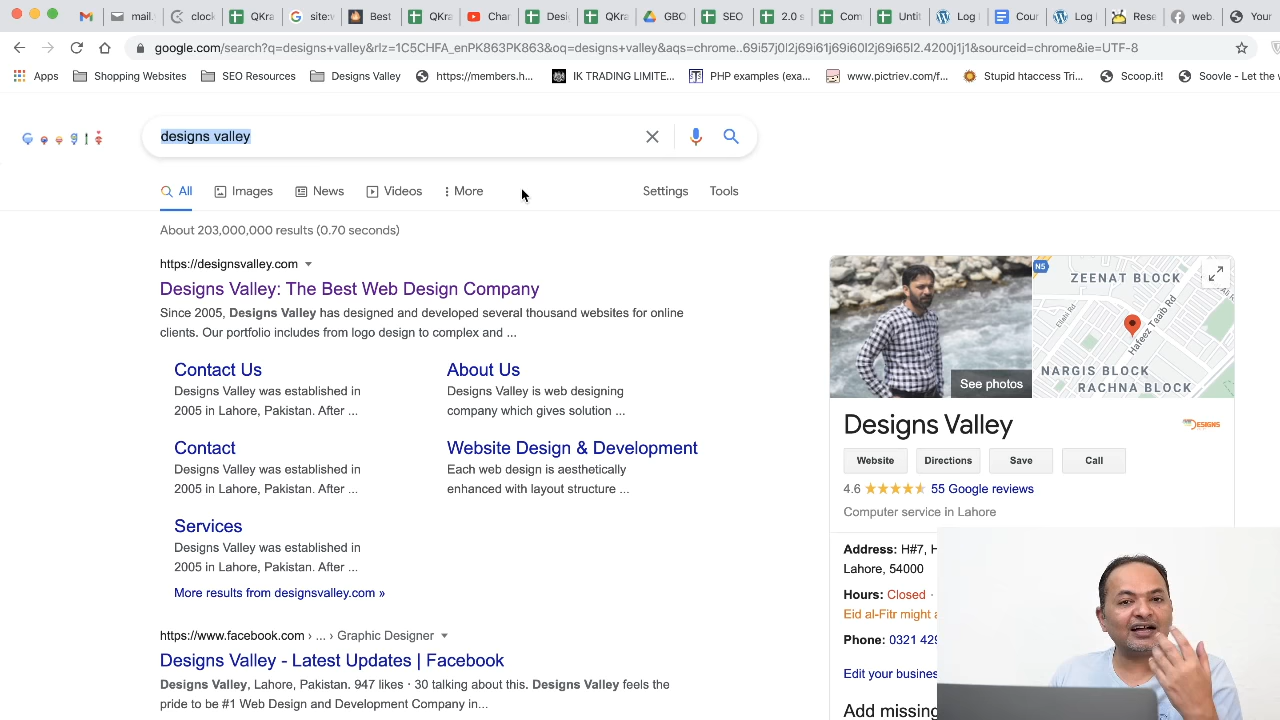 mail.
clock
QKra
site:v
Best
QKra
Char
Desi
QKra
GBO
SEO
2.0 s
Com
Untit
Log
Cour
Log
Rese
web.
Your
google.com/search?q=designs+valley&rlz=1C5CHFA_enPK863PK863&oq=designs+valley&aqs=chrome..69i57j0l2j69i61j69i60l2j69i65l2.4200j1j1&sourceid=chrome&ie=UTF-8
Apps
Shopping Websites
SEO Resources
Designs Valley
https://members.h...
IK TRADING LIMITE...
PHP examples (exa...
www.pictriev.com/f...
Stupid htaccess Tri...
Scoop.it!
Soovle - Let the
designs valley
All
Images
News
Videos
More
Settings
Tools
About 203,000,000 results (0.70 seconds)
https://designsvalley.com
Designs Valley: The Best Web Design Company
Since 2005, Designs Valley has designed and developed several thousand websites for online
clients. Our portfolio includes from logo design to complex and ...
Contact Us
Designs Valley was established in
2005 in Lahore, Pakistan. After ...
About Us
Designs Valley is web designing
company which gives solution ...
Contact
Designs Valley was established in
2005 in Lahore, Pakistan. After ...
Website Design & Development
Each web design is aesthetically
enhanced with layout structure ...
Services
Designs Valley was established in
2005 in Lahore, Pakistan. After ...
More results from designsvalley.com »
https://www.facebook.com › ... › Graphic Designer
Designs Valley - Latest Updates | Facebook
Designs Valley, Lahore, Pakistan. 947 likes · 30 talking about this. Designs Valley feels the
pride to be #1 Web Design and Development Company in...
N5
ZEENAT BLOCK
Hafeez Taab Rd
NARGIS BLOCK
RACHNA BLOCK
See photos
Designs Valley
DESIGNS
Website
Directions
Save
Call
4.6
55 Google reviews
Computer service in Lahore
Address: H#7, H
Lahore, 54000
Hours: Closed ·
Eid al-Fitr might a
Phone: 0321 429
Edit your busines
Add missing